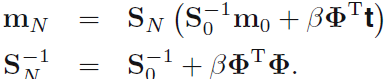 m_N = S_N (S_0^{-1} m_0 + βΦ^T t)
S_N^{-1} = S_0^{-1} + βΦ^T Φ.